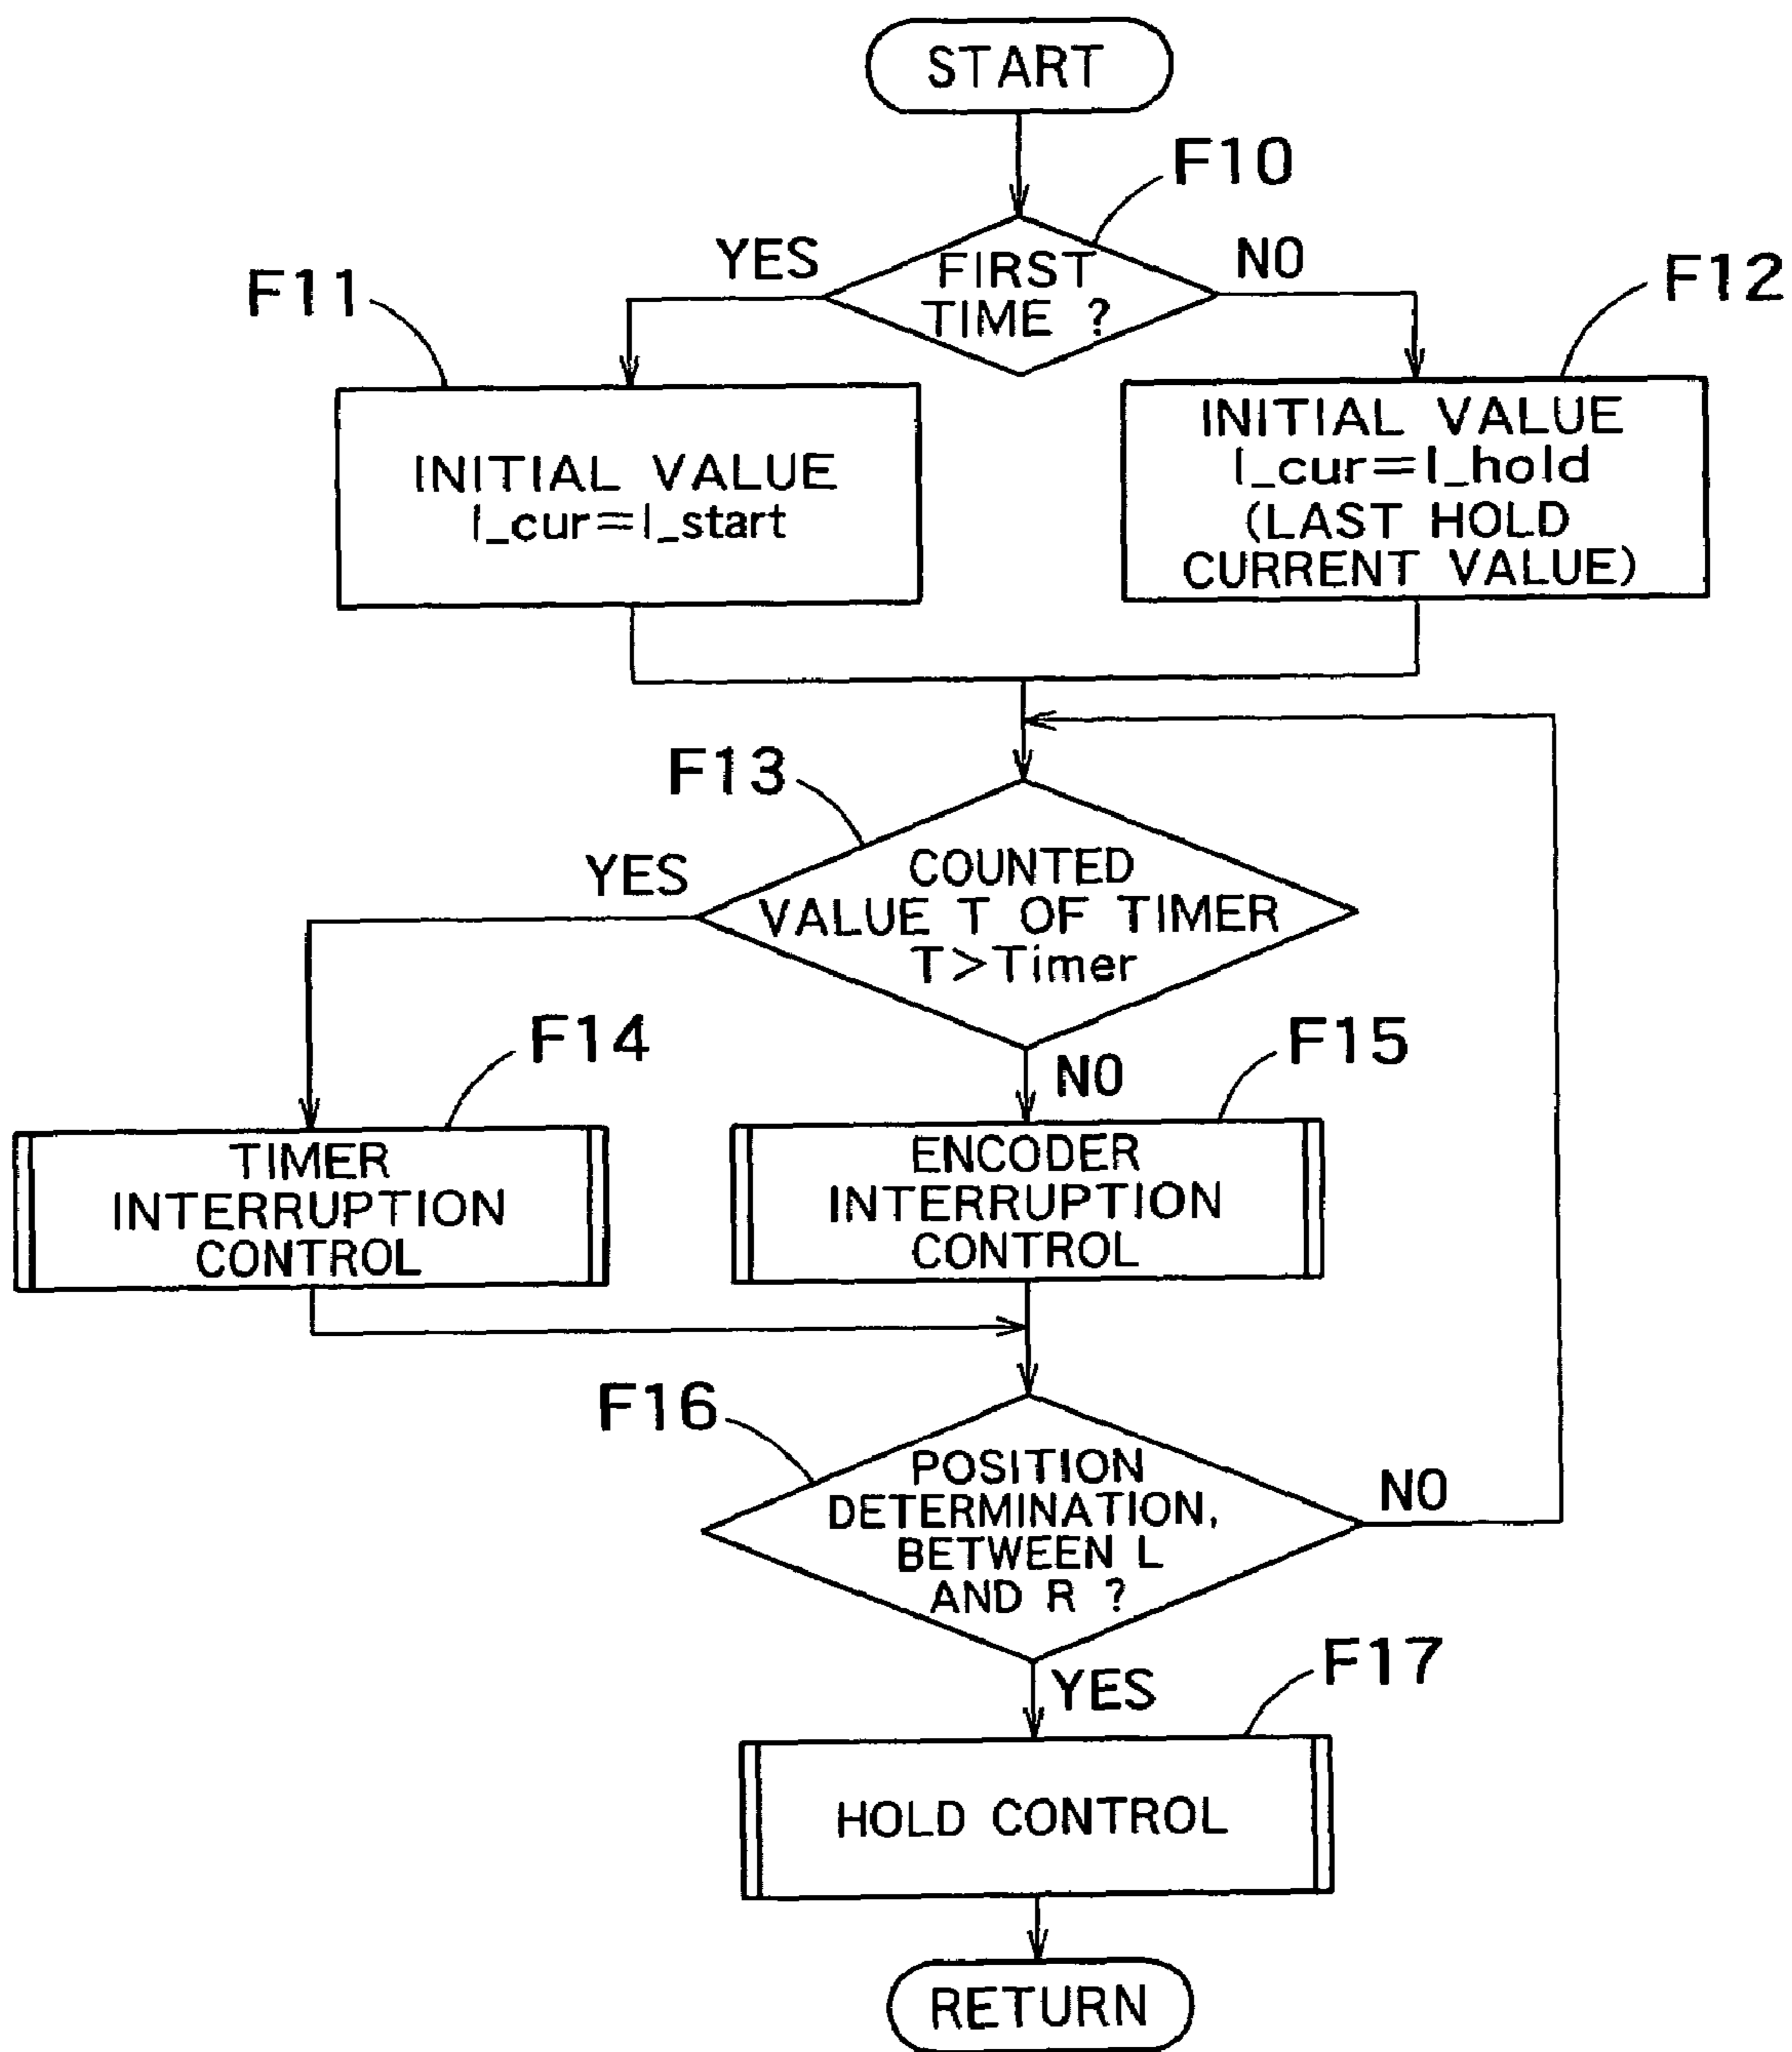 START
F10
YES
FIRST
TIME ?
NO
F11
F12
INITIAL VALUE
I_cur=I_start
INITIAL VALUE
I_cur=I_hold
(LAST HOLD
CURRENT VALUE)
F13
YES
COUNTED
VALUE T OF TIMER
T>Timer
NO
F14
F15
TIMER
INTERRUPTION
CONTROL
ENCODER
INTERRUPTION
CONTROL
F16
POSITION
DETERMINATION,
BETWEEN L
AND R ?
NO
YES
F17
HOLD CONTROL
RETURN